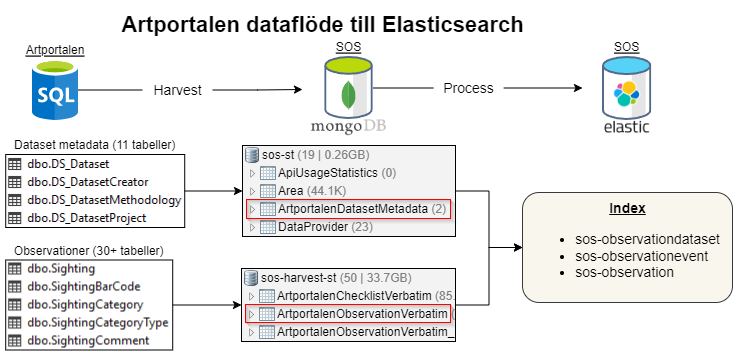 Artportalen dataflöde till Elasticsearch
Artportalen
SOS
SOS
SQL
Harvest
Process
mongoDB
elastic
Dataset metadata (11 tabeller)
dbo.DS_Dataset
dbo.DS_DatasetCreator
dbo.DS_DatasetMethodology
dbo.DS_DatasetProject
sos-st (19 | 0.26GB)
ApiUsageStatistics (0)
Area (44.1K)
ArtportalenDatasetMetadata (2)
DataProvider (23)
Index
sos-observationdataset
sos-observationevent
sos-observation
Observationer (30+ tabeller)
dbo.Sighting
dbo.SightingBarCode
dbo.SightingCategory
dbo.SightingCategoryType
dbo.SightingComment
sos-harvest-st (50 | 33.7GB)
ArtportalenChecklistVerbatim (85.
ArtportalenObservationVerbatim (
ArtportalenObservationVerbatim_